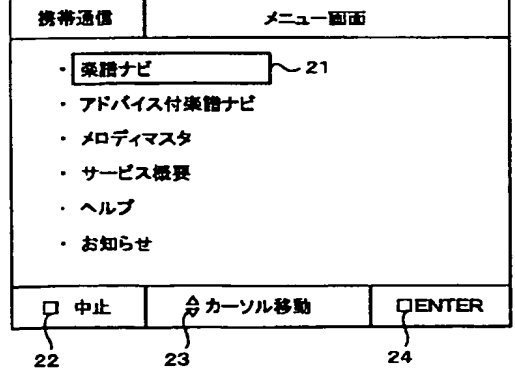 携帯通信 メニュー画面
・ 楽譜ナビ 21
・ アドバイス付楽譜ナビ
・ メロディマスタ
・ サービス概要
・ ヘルプ
・ お知らせ
□ 中止 △▽ カーソル移動 □ENTER
22 23 24